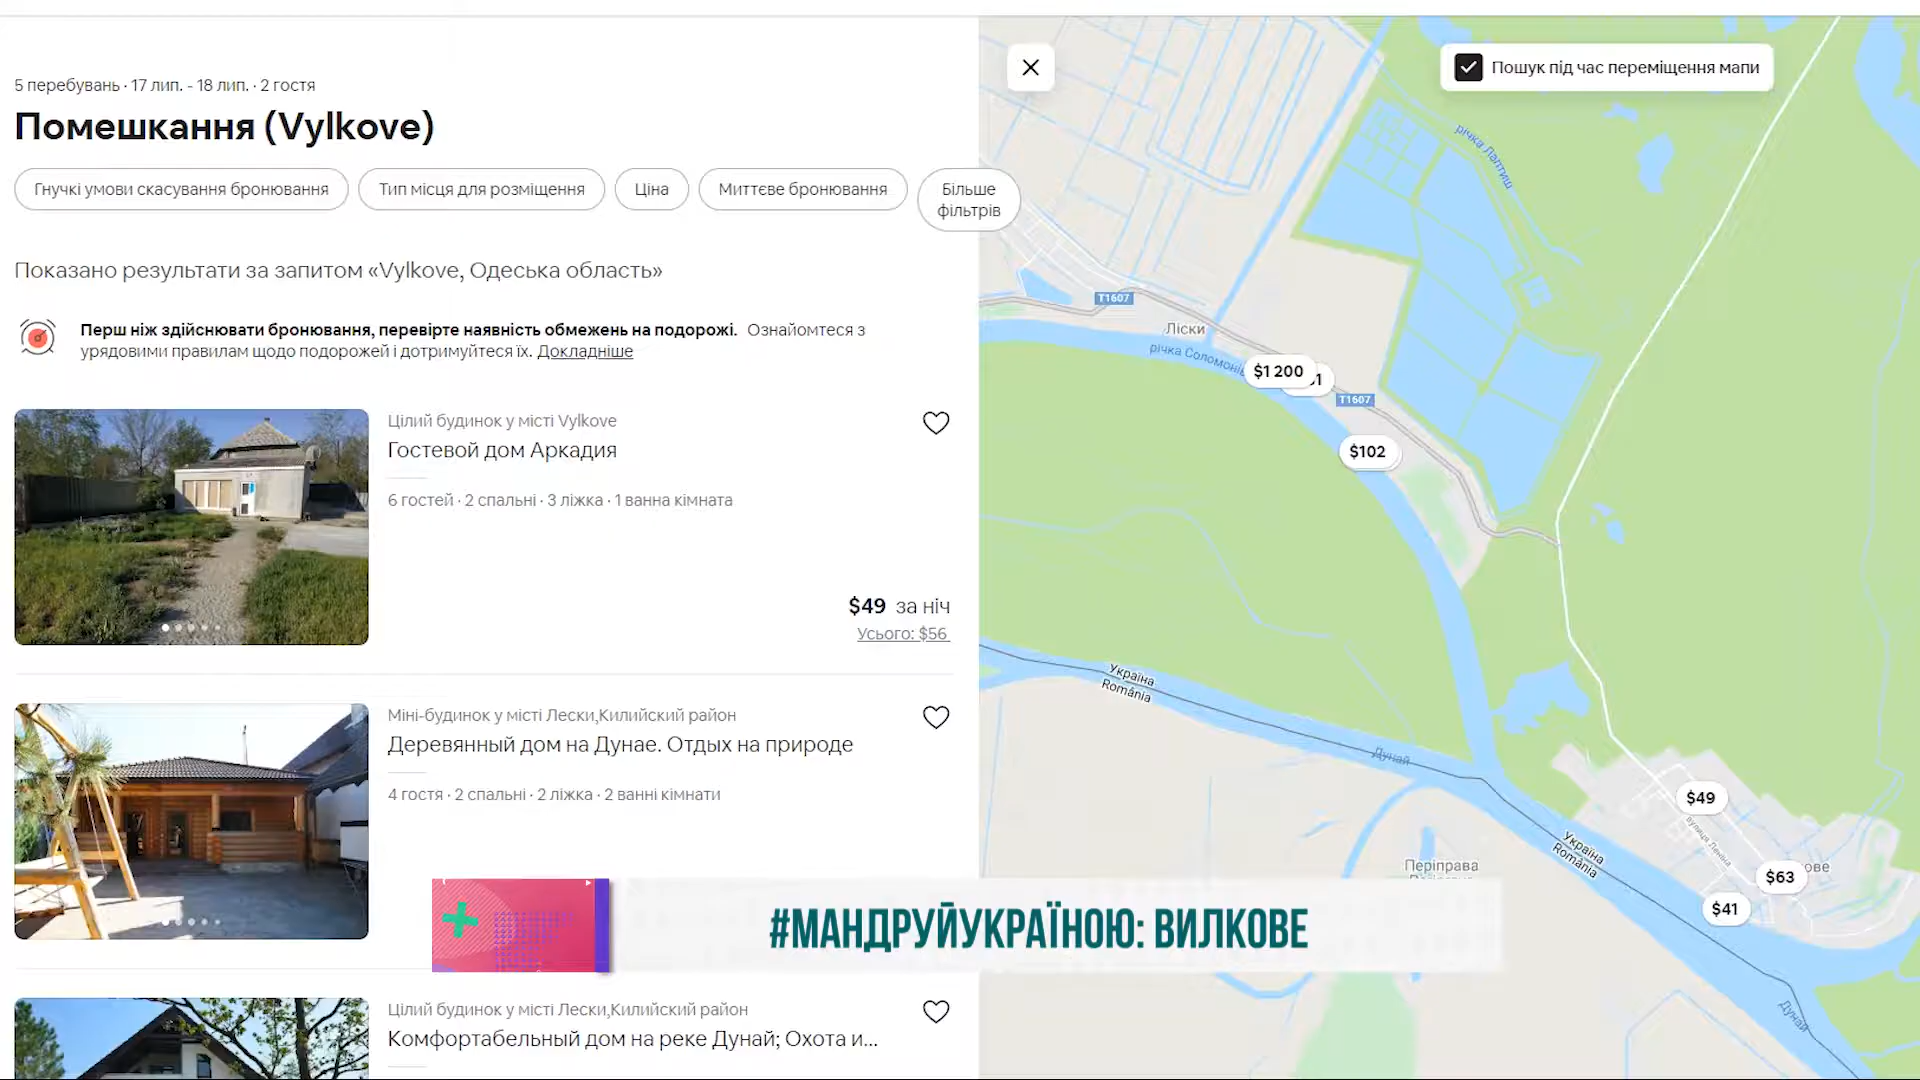 5 перебувань · 17 лип. - 18 лип. · 2 гостя
Помешкання (Vylkove)
Гнучкі умови скасування бронювання
Тип місця для розміщення
Ціна
Миттєве бронювання
Більше
фільтрів
Показано результати за запитом «Vylkove, Одеська область»
Перш ніж здійснювати бронювання, перевірте наявність обмежень на подорожі. Ознайомтеся з
урядовими правилам щодо подорожей і дотримуйтеся їх. Докладніше
Цілий будинок у місті Vylkove
Гостевой дом Аркадия
6 гостей · 2 спальні · 3 ліжка · 1 ванна кімната
$49 за ніч
Усього: $56
Міні-будинок у місті Лески,Килийский район
Деревянный дом на Дунае. Отдых на природе
4 гостя · 2 спальні · 2 ліжка · 2 ванні кімнати
Цілий будинок у місті Лески,Килийский район
Комфортабельный дом на реке Дунай; Охота и...
Пошук під час переміщення мапи
річка Лаптиш
T1607
Ліски
річка Соломонів
$1 200
T1607
$102
Україна
România
Дунай
$49
вулиця Леніна
Україна
România
Періправа
$63
ове
$41
Дунай
#МАНДРУЙУКРАЇНОЮ: ВИЛКОВЕ